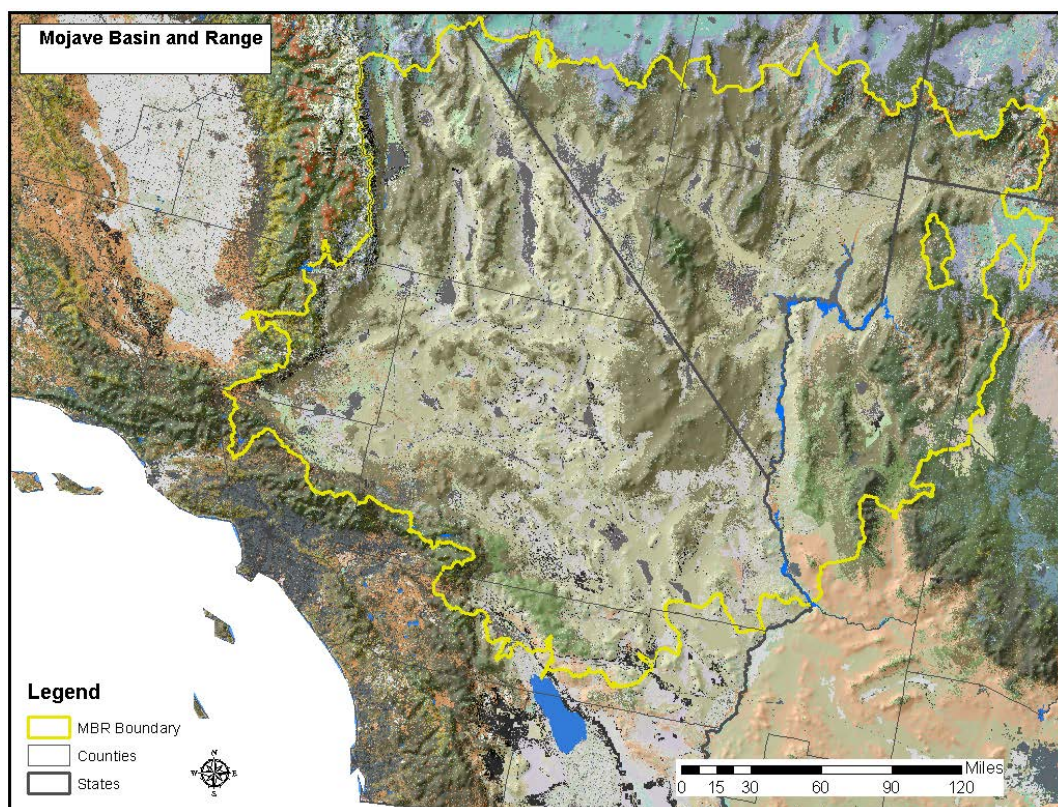 Mojave Basin and Range
Legend
MBR Boundary
Counties
States
N
W E
S
Miles
0 15 30 60 90 120